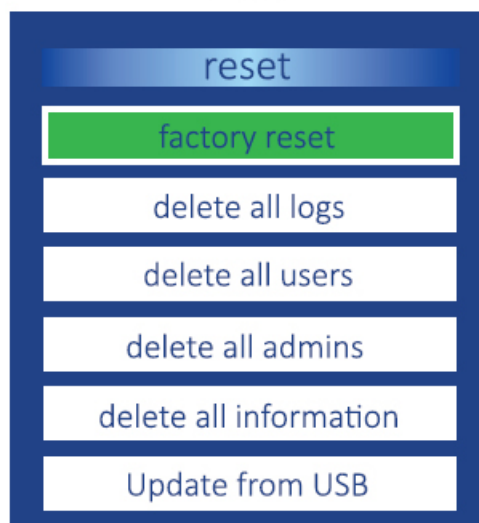 reset
factory reset
delete all logs
delete all users
delete all admins
delete all information
Update from USB